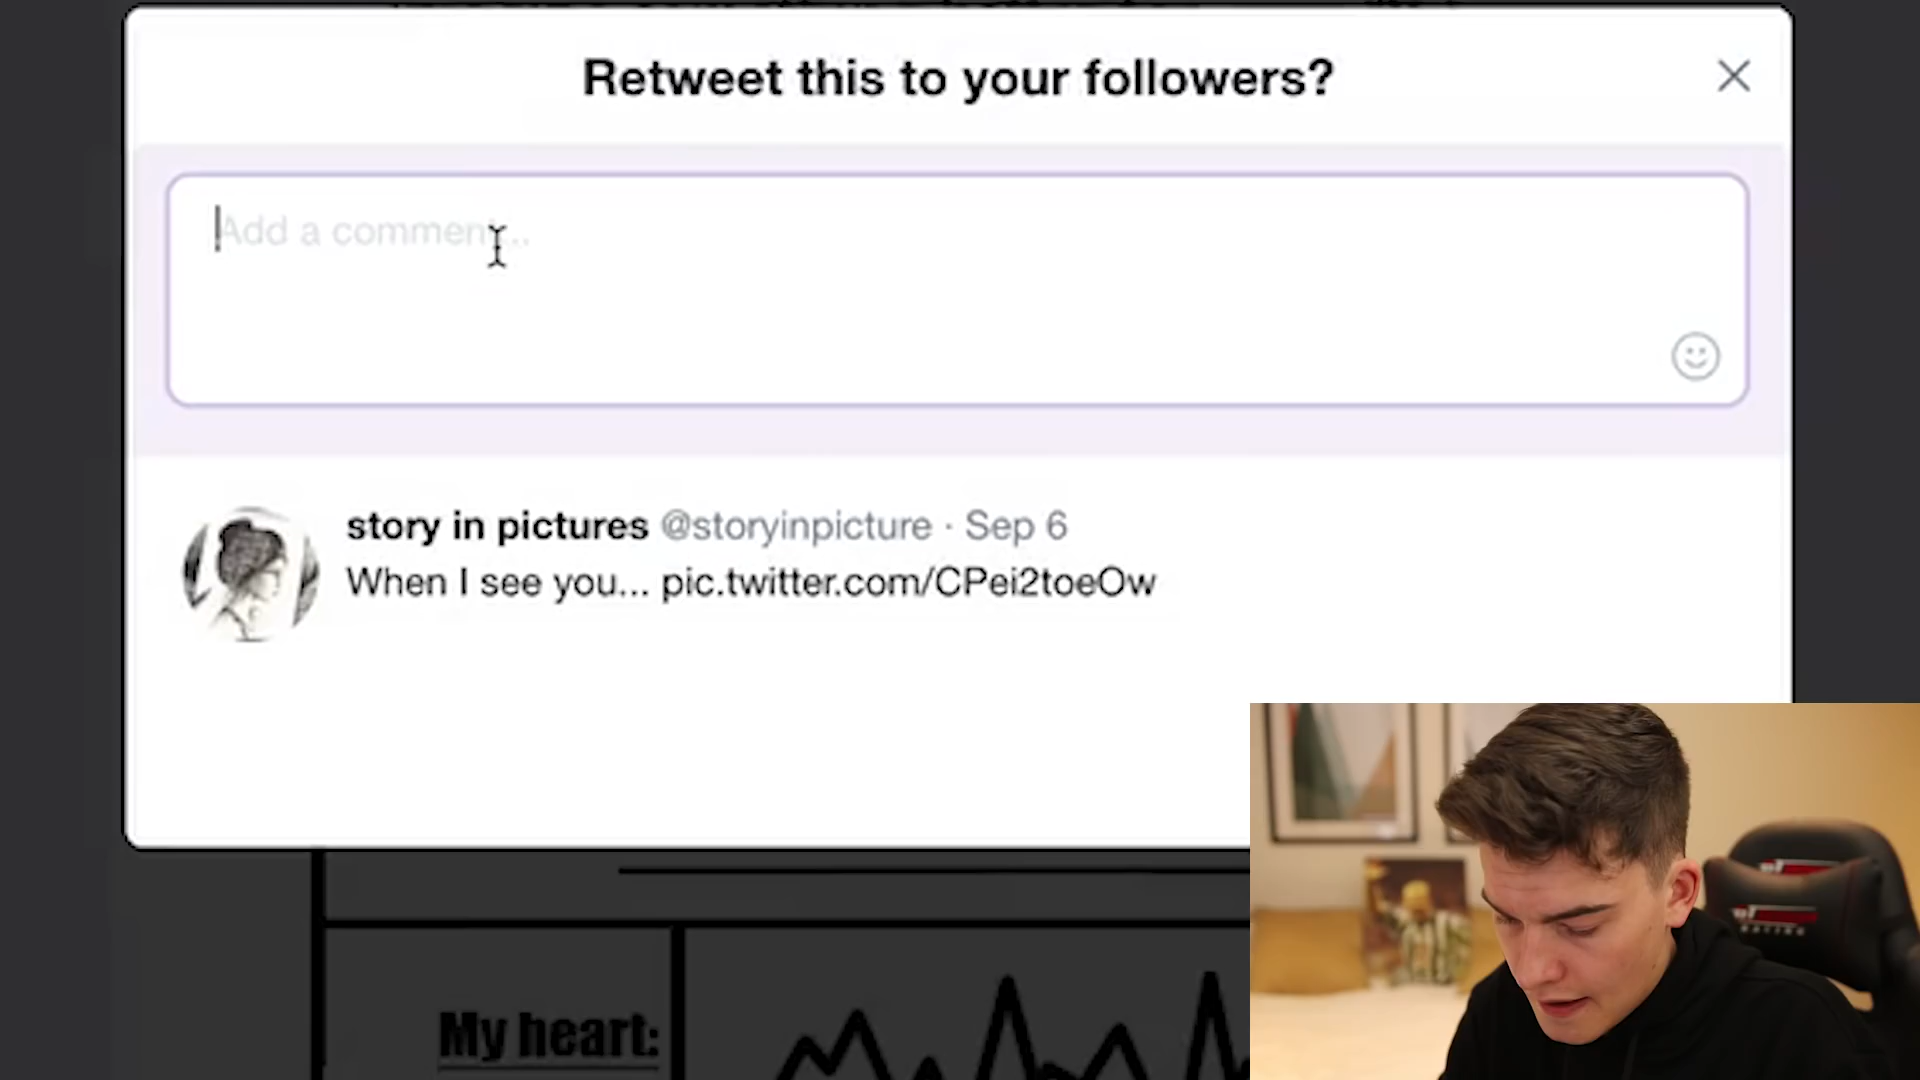 Retweet this to your followers?
Add a comment...
story in pictures @storyinpicture · Sep 6
When I see you... pic.twitter.com/CPei2toeOw
My heart: